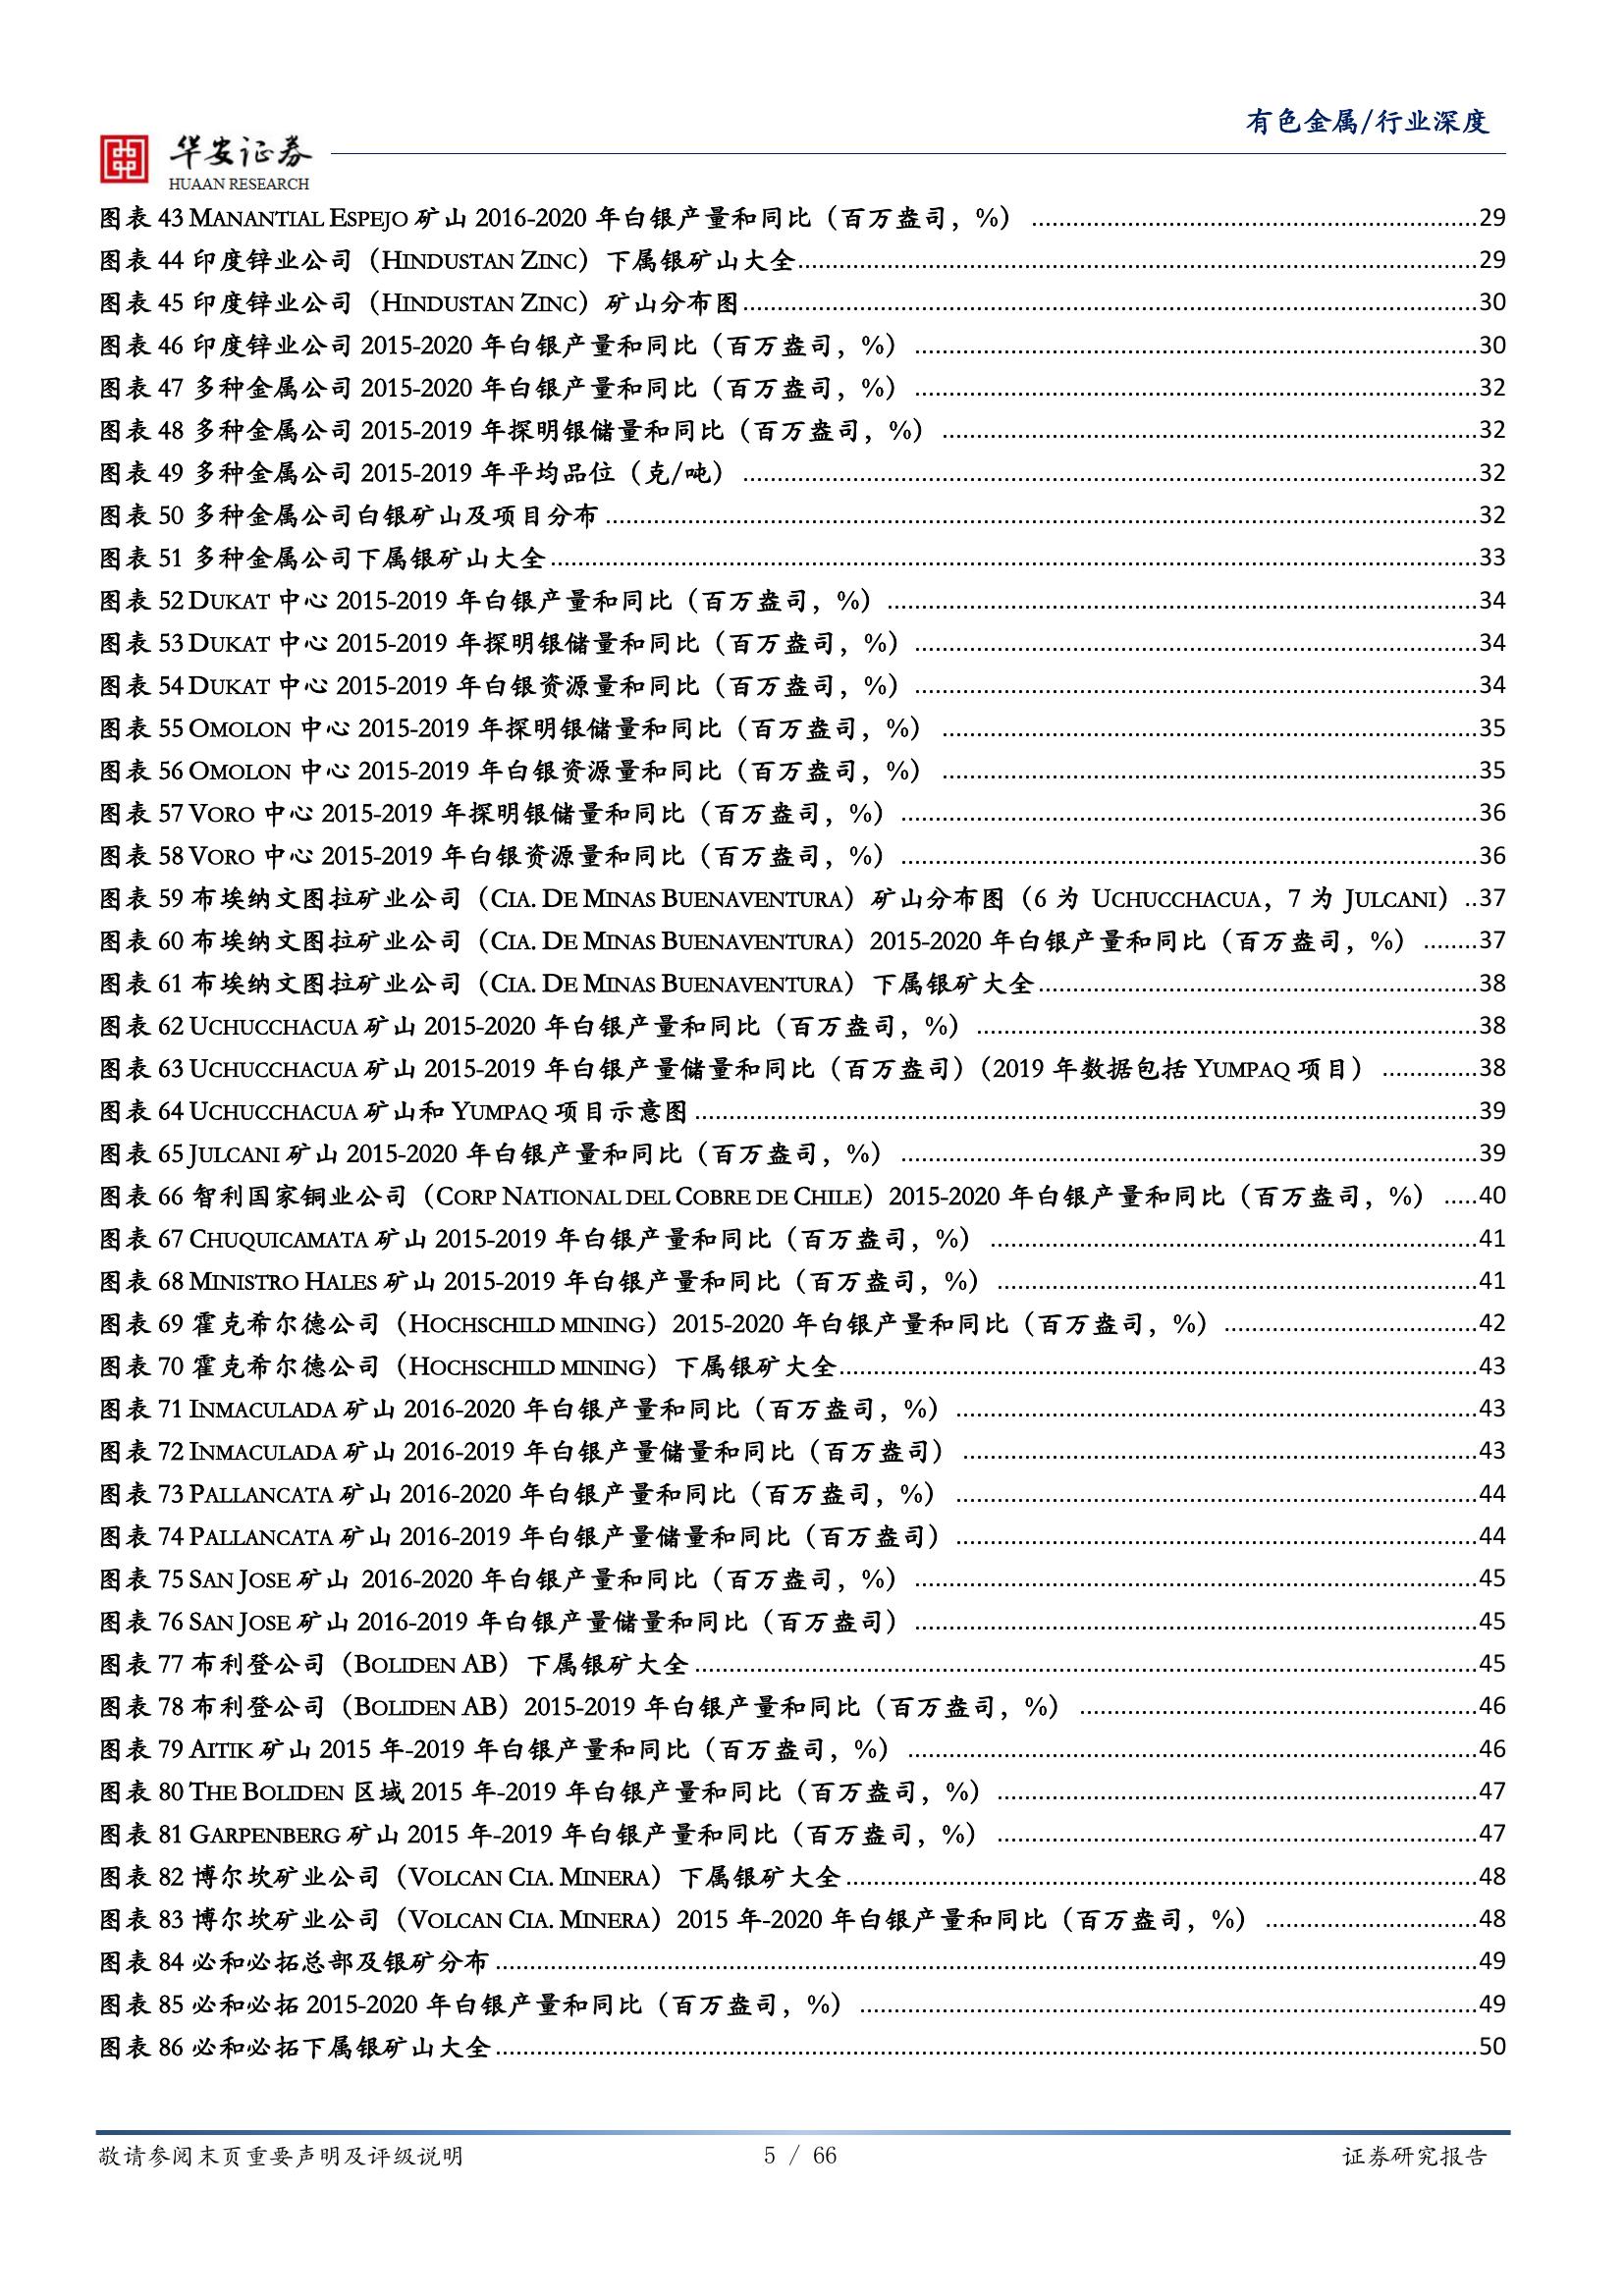 有色金属/行业深度
华安证券
HUAAN RESEARCH
图表 43 MANANTIAL ESPEJO 矿山 2016-2020 年白银产量和同比（百万盎司，%） ..........29
图表 44 印度锌业公司（HINDUSTAN ZINC）下属银矿山大全..........29
图表 45 印度锌业公司（HINDUSTAN ZINC）矿山分布图..........30
图表 46 印度锌业公司 2015-2020 年白银产量和同比（百万盎司，%） ..........30
图表 47 多种金属公司 2015-2020 年白银产量和同比（百万盎司，%） ..........32
图表 48 多种金属公司 2015-2019 年探明银储量和同比（百万盎司，%） ..........32
图表 49 多种金属公司 2015-2019 年平均品位（克/吨） ..........32
图表 50 多种金属公司白银矿山及项目分布 ..........32
图表 51 多种金属公司下属银矿山大全..........33
图表 52 DUKAT 中心 2015-2019 年白银产量和同比（百万盎司，%） ..........34
图表 53 DUKAT 中心 2015-2019 年探明银储量和同比（百万盎司，%） ..........34
图表 54 DUKAT 中心 2015-2019 年白银资源量和同比（百万盎司，%） ..........34
图表 55 OMOLON 中心 2015-2019 年探明银储量和同比（百万盎司，%） ..........35
图表 56 OMOLON 中心 2015-2019 年白银资源量和同比（百万盎司，%） ..........35
图表 57 VORO 中心 2015-2019 年探明银储量和同比（百万盎司，%） ..........36
图表 58 VORO 中心 2015-2019 年白银资源量和同比（百万盎司，%） ..........36
图表 59 布埃纳文图拉矿业公司（CIA. DE MINAS BUENAVENTURA）矿山分布图（6 为 UCHUCCHACUA，7 为 JULCANI） ..37
图表 60 布埃纳文图拉矿业公司（CIA. DE MINAS BUENAVENTURA）2015-2020 年白银产量和同比（百万盎司，%） ........37
图表 61 布埃纳文图拉矿业公司（CIA. DE MINAS BUENAVENTURA）下属银矿大全..........38
图表 62 UCHUCCHACUA 矿山 2015-2020 年白银产量和同比（百万盎司，%） ..........38
图表 63 UCHUCCHACUA 矿山 2015-2019 年白银产量储量和同比（百万盎司）（2019 年数据包括 YUMPAQ 项目） ..........38
图表 64 UCHUCCHACUA 矿山和 YUMPAQ 项目示意图 ..........39
图表 65 JULCANI 矿山 2015-2020 年白银产量和同比（百万盎司，%） ..........39
图表 66 智利国家铜业公司（CORP NATIONAL DEL COBRE DE CHILE）2015-2020 年白银产量和同比（百万盎司，%） .....40
图表 67 CHUQUICAMATA 矿山 2015-2019 年白银产量和同比（百万盎司，%） ..........41
图表 68 MINISTRO HALES 矿山 2015-2019 年白银产量和同比（百万盎司，%） ..........41
图表 69 霍克希尔德公司（HOCHSCHILD MINING）2015-2020 年白银产量和同比（百万盎司，%） ..........42
图表 70 霍克希尔德公司（HOCHSCHILD MINING）下属银矿大全..........43
图表 71 INMACULADA 矿山 2016-2020 年白银产量和同比（百万盎司，%） ..........43
图表 72 INMACULADA 矿山 2016-2019 年白银产量储量和同比（百万盎司） ..........43
图表 73 PALLANCATA 矿山 2016-2020 年白银产量和同比（百万盎司，%） ..........44
图表 74 PALLANCATA 矿山 2016-2019 年白银产量储量和同比（百万盎司） ..........44
图表 75 SAN JOSE 矿山 2016-2020 年白银产量和同比（百万盎司，%） ..........45
图表 76 SAN JOSE 矿山 2016-2019 年白银产量储量和同比（百万盎司） ..........45
图表 77 布利登公司（BOLIDEN AB）下属银矿大全 ..........45
图表 78 布利登公司（BOLIDEN AB）2015-2019 年白银产量和同比（百万盎司，%） ..........46
图表 79 AITIK 矿山 2015 年-2019 年白银产量和同比（百万盎司，%） ..........46
图表 80 THE BOLIDEN 区域 2015 年-2019 年白银产量和同比（百万盎司，%） ..........47
图表 81 GARPENBERG 矿山 2015 年-2019 年白银产量和同比（百万盎司，%） ..........47
图表 82 博尔坎矿业公司（VOLCAN CIA. MINERA）下属银矿大全..........48
图表 83 博尔坎矿业公司（VOLCAN CIA. MINERA）2015 年-2020 年白银产量和同比（百万盎司，%） ..........48
图表 84 必和必拓总部及银矿分布 ..........49
图表 85 必和必拓 2015-2020 年白银产量和同比（百万盎司，%） ..........49
图表 86 必和必拓下属银矿山大全..........50
敬请参阅末页重要声明及评级说明
5 / 66
证券研究报告